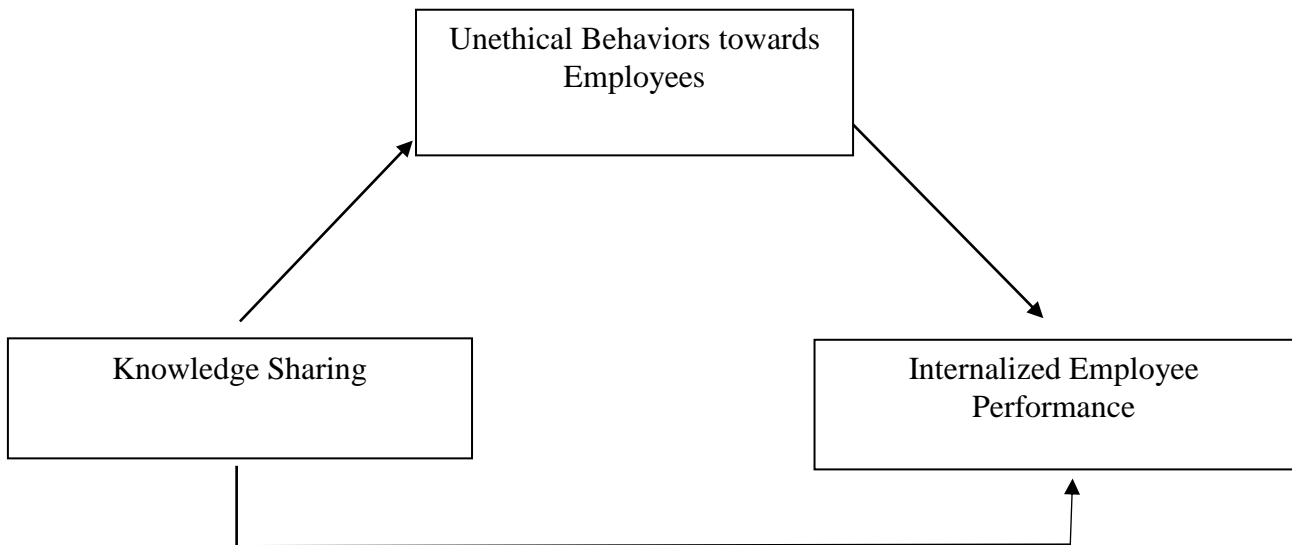 Unethical Behaviors towards
Employees
Knowledge Sharing
Internalized Employee
Performance